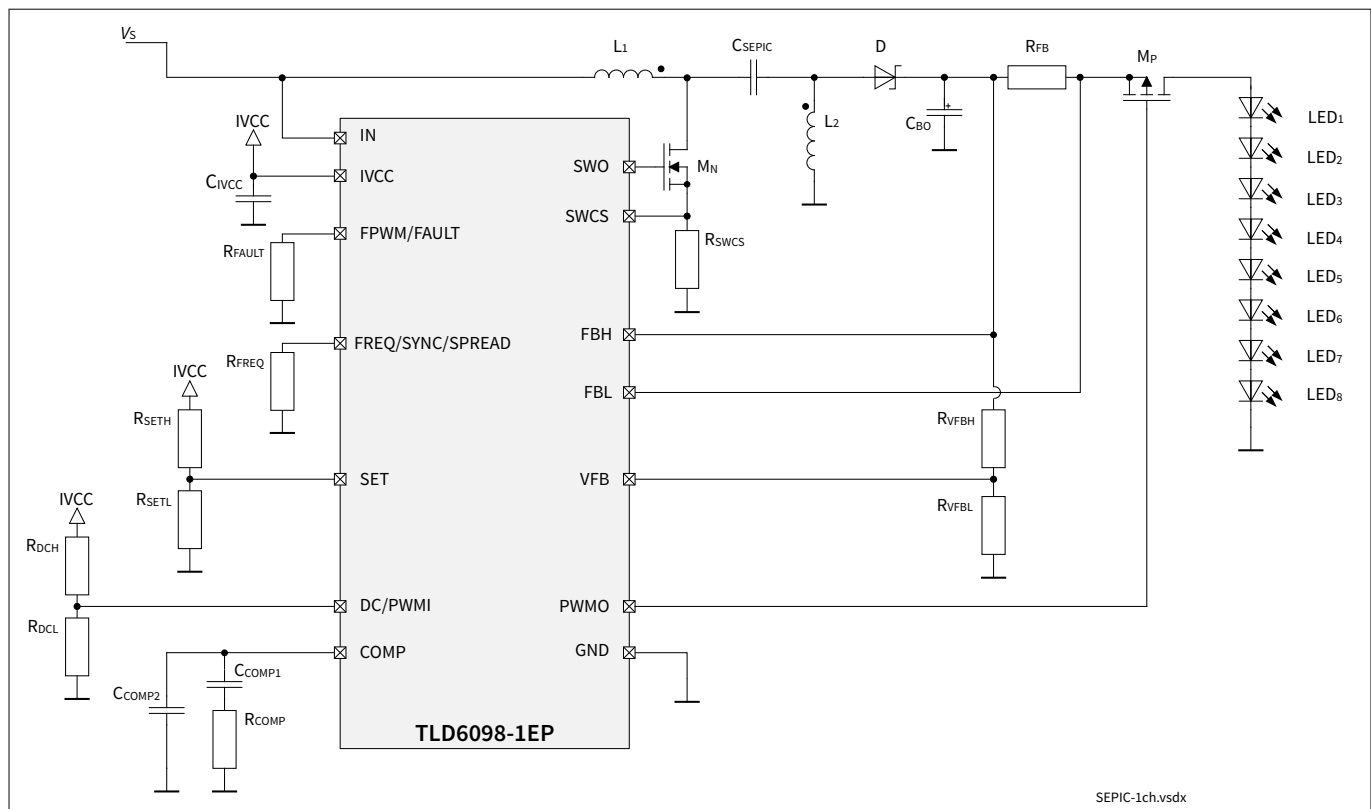 VS
L1
CSEPIC
D
RFB
MP
IVCC
IN
CBO
L2
LED1
LED2
CIVCC
IVCC
SWO
MN
LED3
SWCS
FPWM/FAULT
RSWCS
LED4
RFAULT
LED5
LED6
FBH
FREQ/SYNC/SPREAD
RFREQ
LED7
IVCC
FBL
LED8
RSETH
RVFBH
SET
VFB
RSETL
IVCC
RVFBL
RDCH
DC/PWMI
PWMO
RDCL
COMP
GND
CCOMP1
CCOMP2
RCOMP
TLD6098-1EP
SEPIC-1ch.vsdx